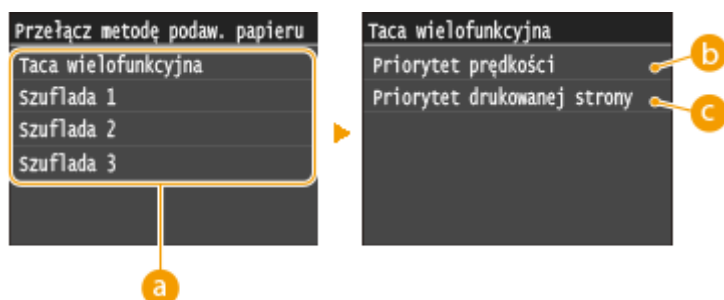 Przełącz metodę podaw. papieru
Taca wielofunkcyjna
Szuflada 1
Szuflada 2
Szuflada 3
a
Taca wielofunkcyjna
Priorytet prędkości
b
Priorytet drukowanej strony
c